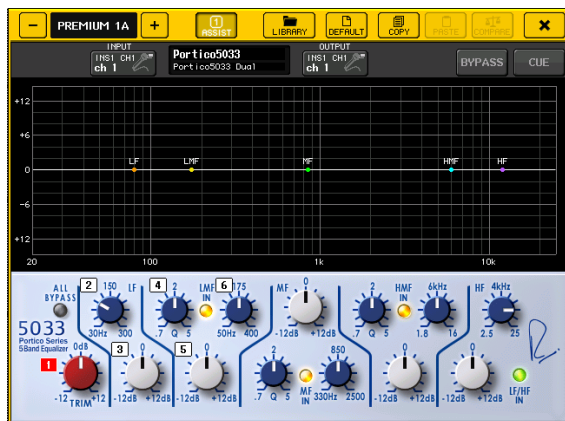 PREMIUM 1A
1
ASSIST
LIBRARY
DEFAULT
COPY
PASTE
COMPARE
INPUT
INS1 CH1
ch 1
Portico5033
Portico5033 Dual
OUTPUT
INS1 CH1
ch 1
BYPASS
CUE
+12
+6
0
-6
+12
LF
LMF
MF
HMF
HF
20
100
1k
10k
ALL
BYPASS
2
150
LF
30Hz
300
4
2
.7 Q 5
LMF
IN
6
175
50Hz
400
MF
0
-12dB
+12dB
2
.7 Q 5
HMF
IN
6kHz
1.8
16
HF
4kHz
2.5
25
5033
Portico Series
5Band Equalizer
1
0dB
-12
+12
TRIM
3
0
-12dB
+12dB
5
0
-12dB
+12dB
2
.7 Q 5
MF
IN
850
330Hz
2500
0
-12dB
+12dB
0
-12dB
+12dB
LF/HF
IN